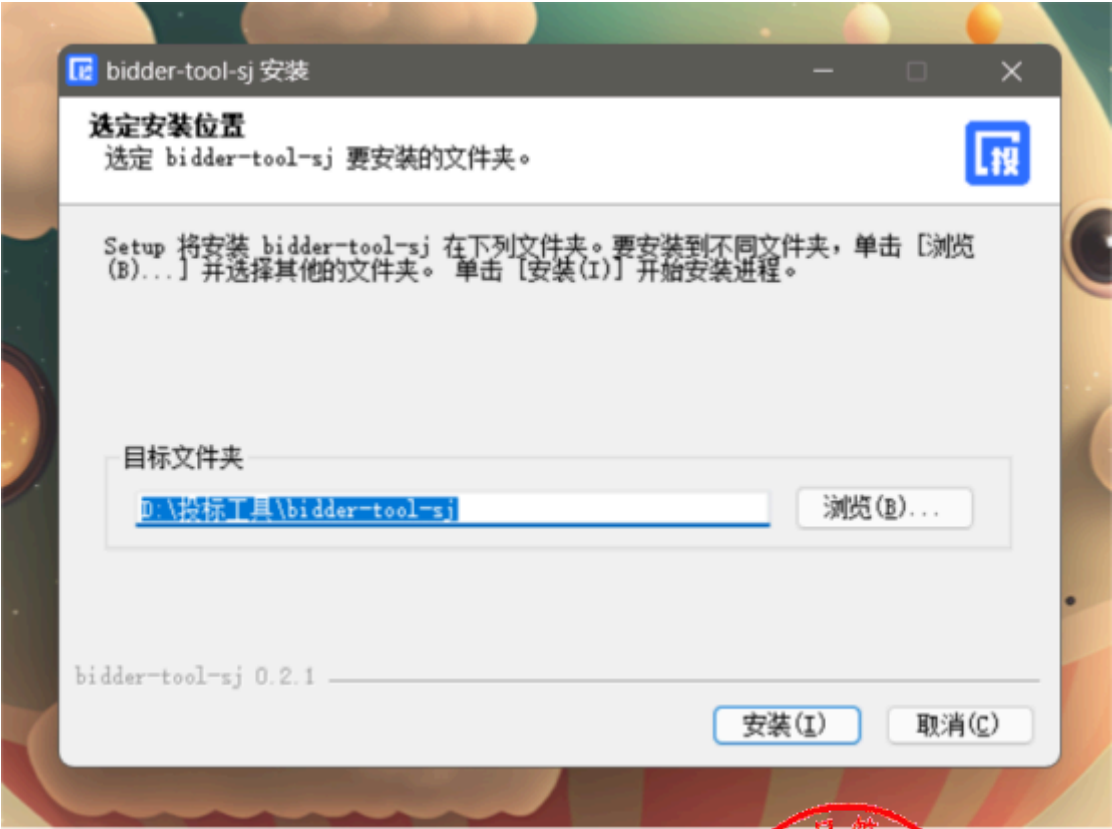 bidder-tool-sj 安装
选定安装位置
选定 bidder-tool-sj 要安装的文件夹。
投
Setup 将安装 bidder-tool-sj 在下列文件夹。要安装到不同文件夹，单击 [浏览
(B)...] 并选择其他的文件夹。 单击 [安装(I)] 开始安装进程。
目标文件夹
D:\投标工具\bidder-tool-sj
浏览(B)...
bidder-tool-sj 0.2.1
安装(I)
取消(C)